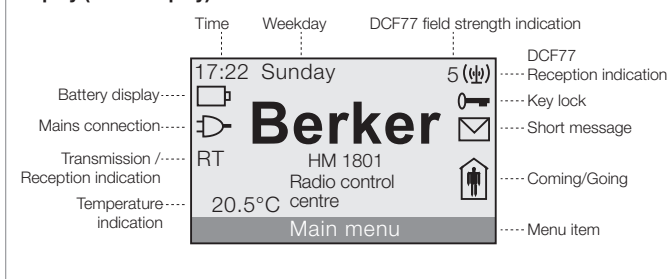 Time Weekday DCF77 field strength indication
17:22 Sunday 5
DCF77
Reception indication
Battery display
Key lock
Mains connection
Berker
Short message
Transmission /
Reception indication
RT
HM 1801
Radio control
centre
Coming/Going
Temperature
indication
20.5°C
Main menu
Menu item